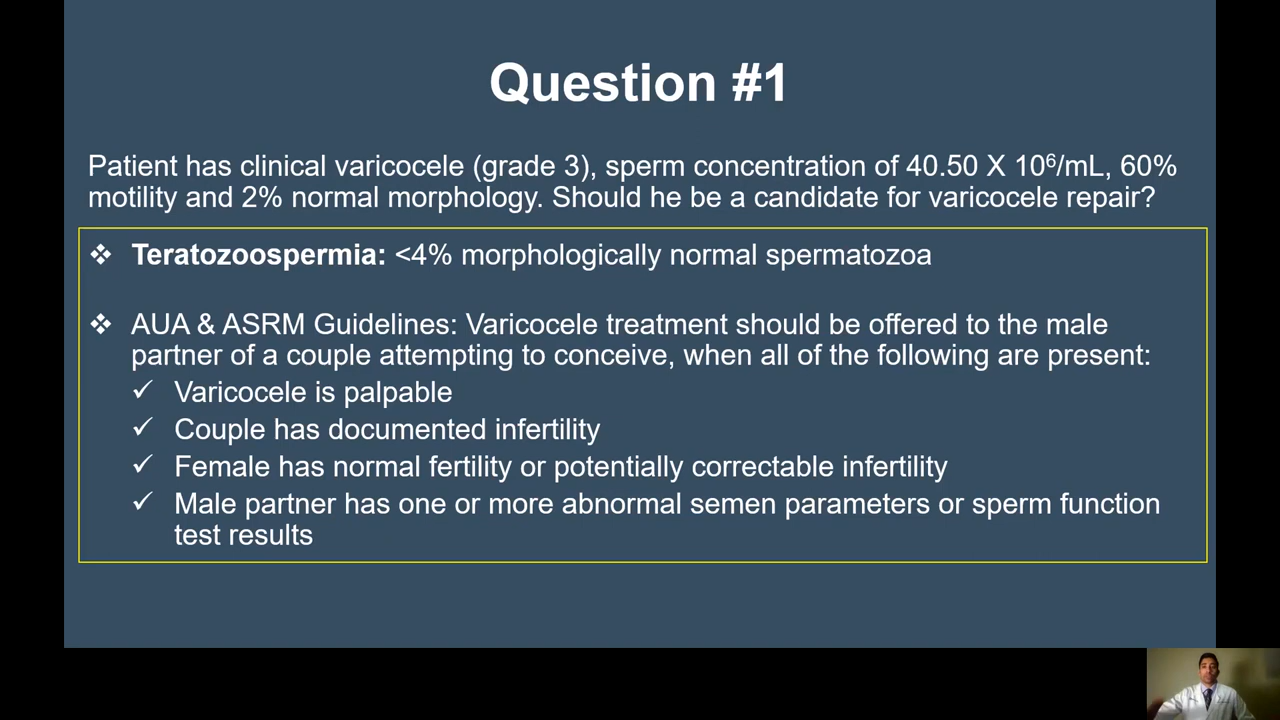 Question #1
Patient has clinical varicocele (grade 3), sperm concentration of 40.50 X 10⁶/mL, 60%
motility and 2% normal morphology. Should he be a candidate for varicocele repair?
❖ Teratozoospermia: <4% morphologically normal spermatozoa
❖ AUA & ASRM Guidelines: Varicocele treatment should be offered to the male
partner of a couple attempting to conceive, when all of the following are present:
✓ Varicocele is palpable
✓ Couple has documented infertility
✓ Female has normal fertility or potentially correctable infertility
✓ Male partner has one or more abnormal semen parameters or sperm function
test results